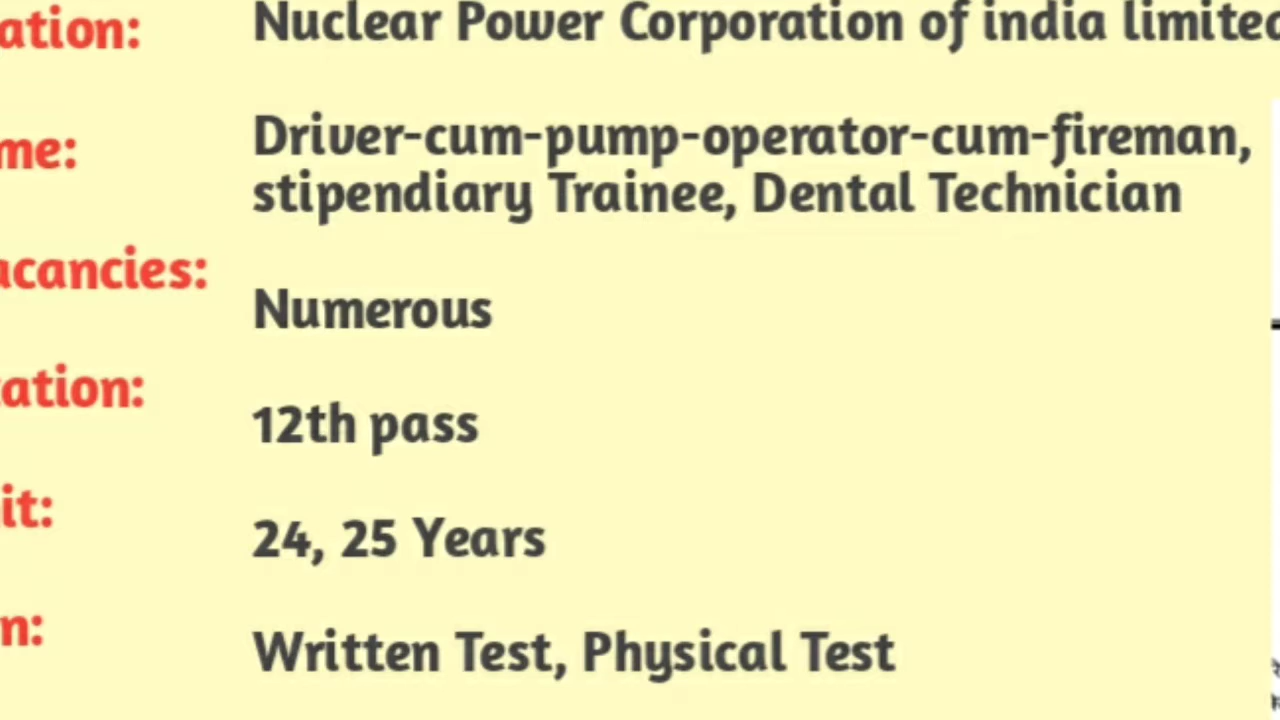 ation: Nuclear Power Corporation of india limited
me: Driver-cum-pump-operator-cum-fireman,
stipendiary Trainee, Dental Technician
acancies:
Numerous
ation:
12th pass
it:
24, 25 Years
n:
Written Test, Physical Test